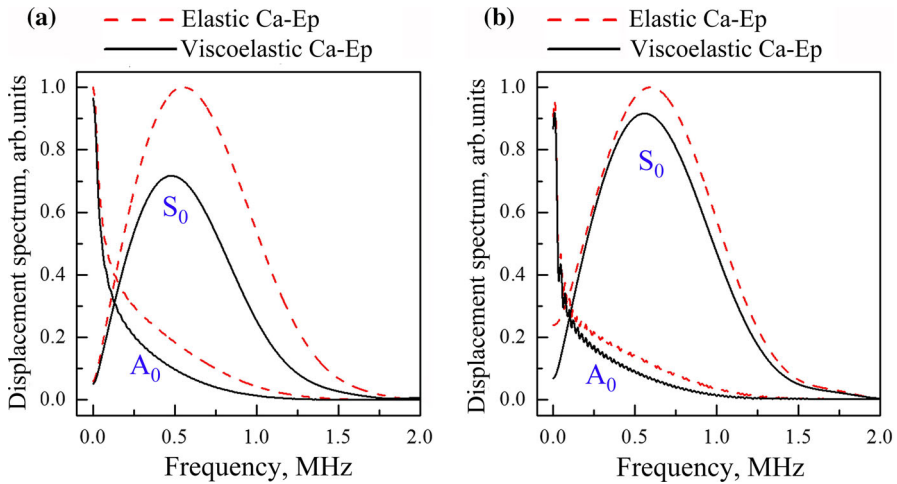 (a)
Elastic Ca-Ep
Viscoelastic Ca-Ep
Displacement spectrum, arb.units
1.0
0.8
0.6
0.4
0.2
0.0
S0
A0
0.0 0.5 1.0 1.5 2.0
Frequency, MHz
(b)
Elastic Ca-Ep
Viscoelastic Ca-Ep
Displacement spectrum, arb.units
1.0
0.8
0.6
0.4
0.2
0.0
S0
A0
0.0 0.5 1.0 1.5 2.0
Frequency, MHz